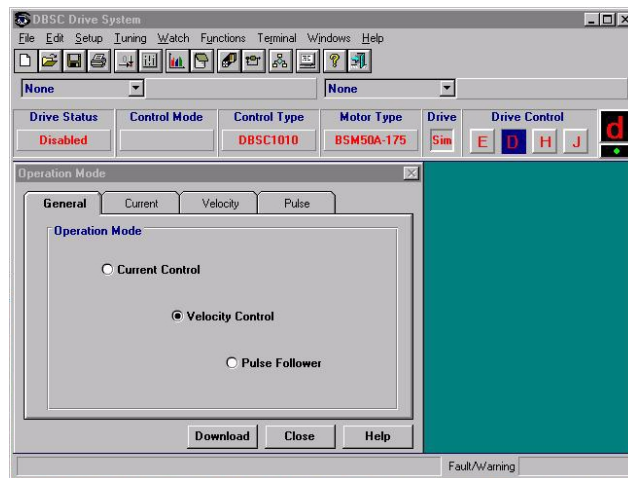 DBSC Drive System
File Edit Setup Tuning Watch Functions Terminal Windows Help
None None
Drive Status Control Mode Control Type Motor Type Drive Drive Control
Disabled DBSC1010 BSM50A-175 Sim E D H J d
Operation Mode
General Current Velocity Pulse
Operation Mode
Current Control
Velocity Control
Pulse Follower
Download Close Help
Fault/Warning